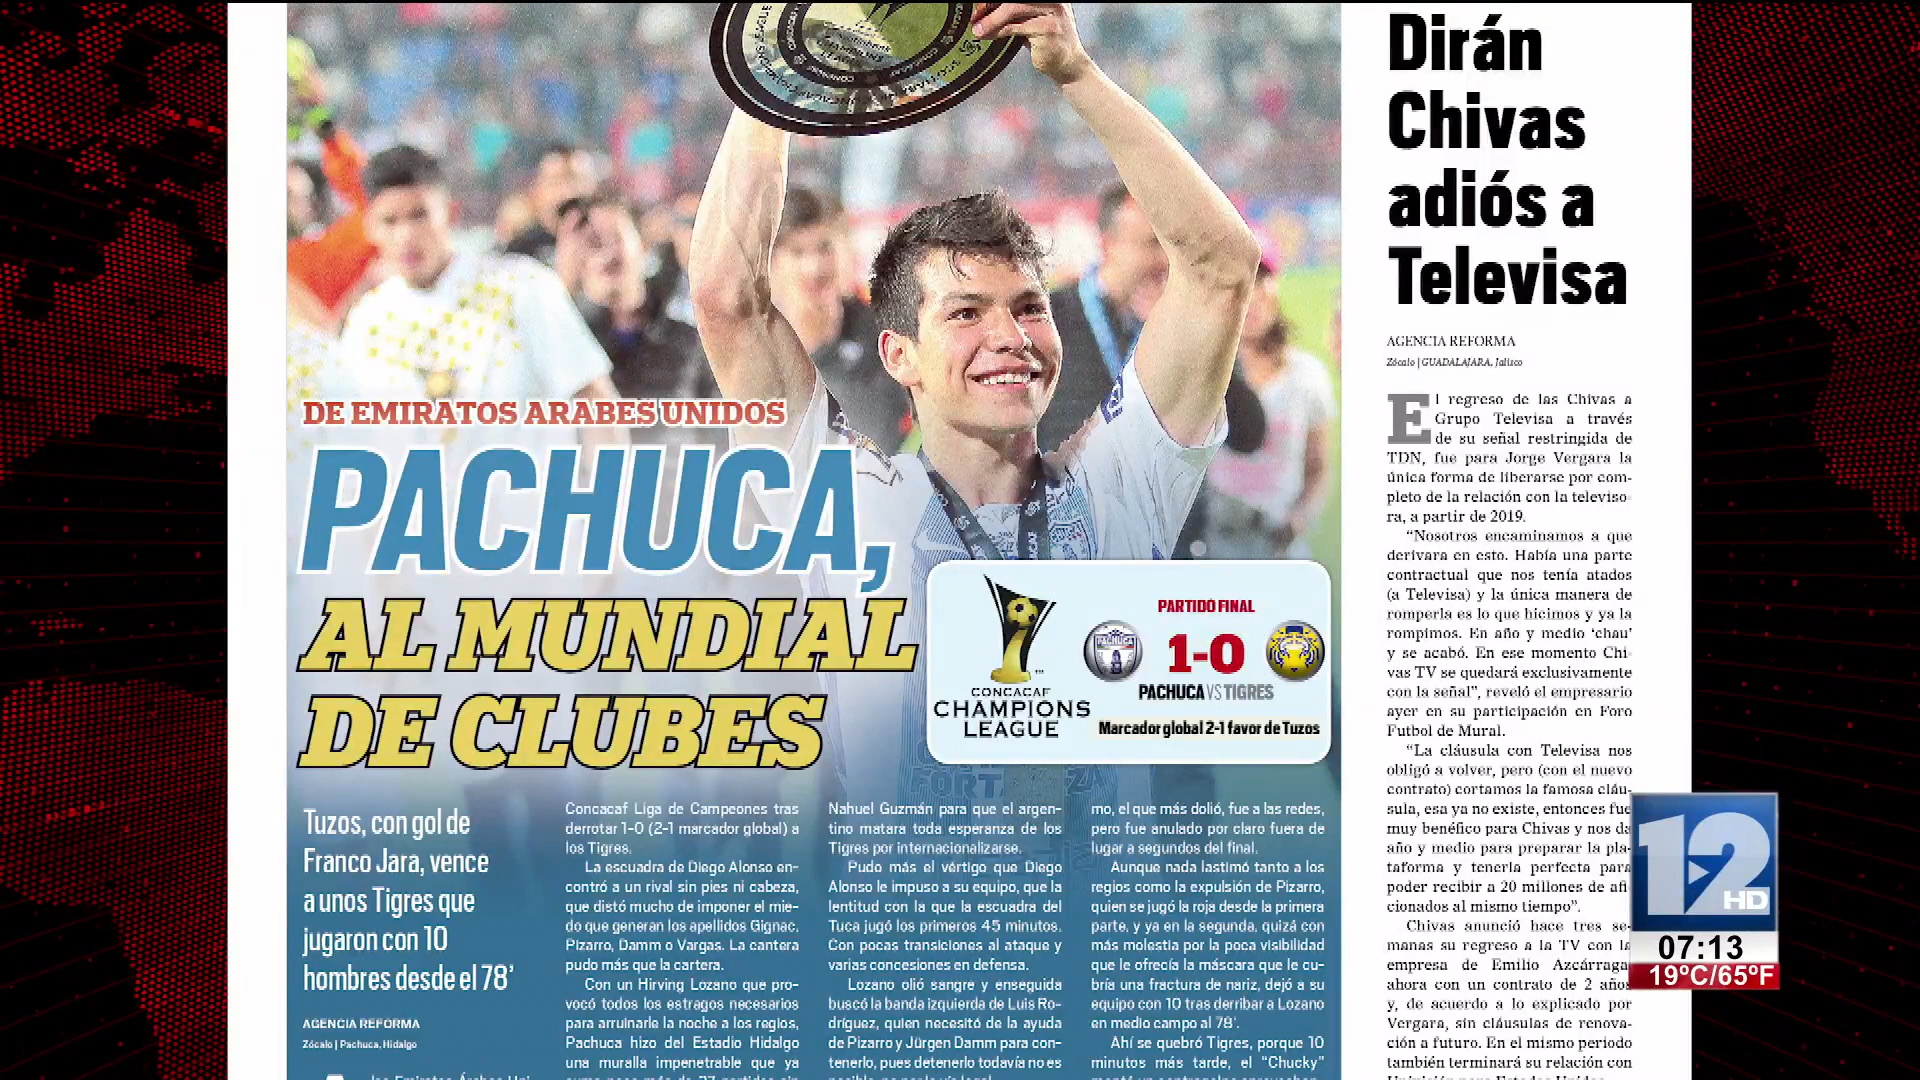 DE EMIRATOS ARABES UNIDOS
PACHUCA,
AL MUNDIAL
DE CLUBES
PARTIDO FINAL
1-0
PACHUCA VS TIGRES
Marcador global 2-1 favor de Tuzos
CONCACAF
CHAMPIONS
LEAGUE
Tuzos, con gol de
Franco Jara, vence
a unos Tigres que
jugaron con 10
hombres desde el 78’
AGENCIA REFORMA
Zócalo | Pachuca, Hidalgo
Concacaf Liga de Campeones tras
derrotar 1-0 (2-1 marcador global) a
los Tigres.
La escuadra de Diego Alonso en-
contró a un rival sin pies ni cabeza,
que distó mucho de imponer el mie-
do que generan los apellidos Gignac,
Pizarro, Damm o Vargas. La cantera
pudo más que la cartera.
Con un Hirving Lozano que pro-
vocó todos los estragos necesarios
para arruinarle la noche a los regios,
Pachuca hizo del Estadio Hidalgo
una muralla impenetrable que ya
Nahuel Guzmán para que el argen-
tino matara toda esperanza de los
Tigres por internacionalizarse.
Pudo más el vértigo que Diego
Alonso le impuso a su equipo, que la
lentitud con la que la escuadra del
Tuca jugó los primeros 45 minutos.
Con pocas transiciones al ataque y
varias concesiones en defensa.
Lozano olió sangre y enseguida
buscó la banda izquierda de Luis Ro-
dríguez, quien necesitó de la ayuda
de Pizarro y Jürgen Damm para con-
tenerlo, pues detenerlo todavía no es
mo, el que más dolió, fue a las redes,
pero fue anulado por claro fuera de
lugar a segundos del final.
Aunque nada lastimó tanto a los
regios como la expulsión de Pizarro,
quien se jugó la roja desde la primera
parte, y ya en la segunda, quizá con
más molestia por la poca visibilidad
que le ofrecía la máscara que le cu-
bría una fractura de nariz, dejó a su
equipo con 10 tras derribar a Lozano
en medio campo al 78’.
Ahí se quebró Tigres, porque 10
minutos más tarde, el “Chucky”
Dirán
Chivas
adiós a
Televisa
AGENCIA REFORMA
Zócalo | GUADALAJARA, Jalisco
El regreso de las Chivas a
Grupo Televisa a través
de su señal restringida de
TDN, fue para Jorge Vergara la
única forma de liberarse por com-
pleto de la relación con la televiso-
ra, a partir de 2019.
“Nosotros encaminamos a que
derivara en esto. Había una parte
contractual que nos tenía atados
(a Televisa) y la única manera de
romperla es lo que hicimos y ya la
rompimos. En año y medio ‘chau’
y se acabó. En ese momento Chi-
vas TV se quedará exclusivamente
con la señal”, reveló el empresario
ayer en su participación en Foro
Futbol de Mural.
“La cláusula con Televisa nos
obligó a volver, pero (con el nuevo
contrato) cortamos la famosa cláu-
sula, esa ya no existe, entonces fue
muy benéfico para Chivas y nos da
año y medio para preparar la pla-
taforma y tenerla perfecta para
poder recibir a 20 millones de afi-
cionados al mismo tiempo”.
Chivas anunció hace tres se-
manas su regreso a la TV con la
empresa de Emilio Azcárraga,
ahora con un contrato de 2 años
y, de acuerdo a lo explicado por
Vergara, sin cláusulas de renova-
ción a futuro. En el mismo periodo
también terminará su relación con
12
HD
07:13
19ºC/65ºF